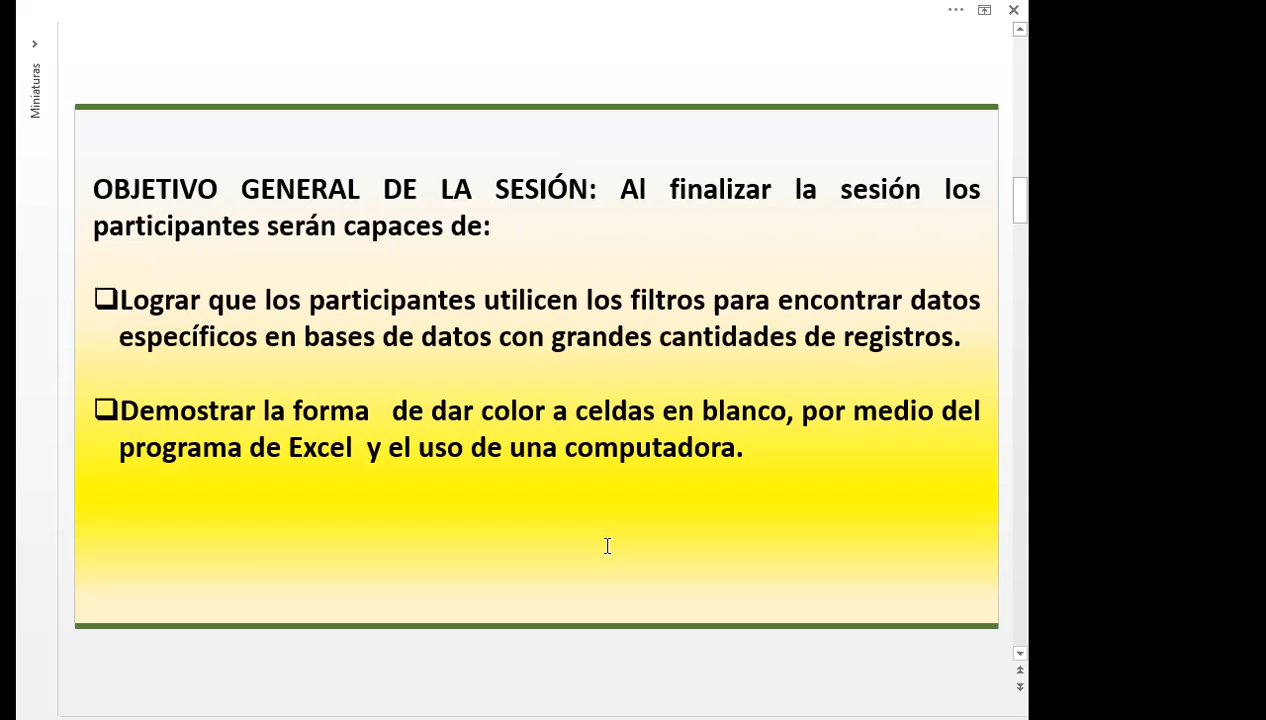 Miniaturas
OBJETIVO GENERAL DE LA SESIÓN: Al finalizar la sesión los
participantes serán capaces de:
❑Lograr que los participantes utilicen los filtros para encontrar datos
específicos en bases de datos con grandes cantidades de registros.
❑Demostrar la forma   de dar color a celdas en blanco, por medio del
programa de Excel  y el uso de una computadora.